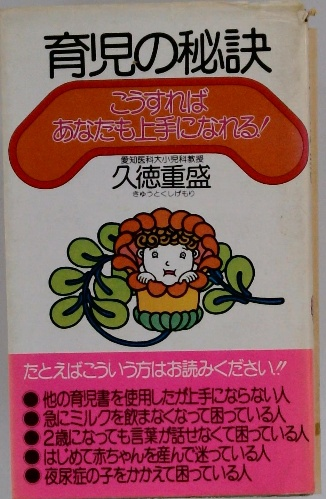 育児の秘訣
こうすれば
あなたも上手になれる!
愛知医科大小児科教授
久徳重盛
きゅうとくしげもり
たとえばこういう方はお読みください!!
●他の育児書を使用したが上手にならない人
●急にミルクを飲まなくなって困っている人
●2歳になっても言葉が話せなくて困っている人
●はじめて赤ちゃんを産んで迷っている人
●夜尿症の子をかかえて困っている人